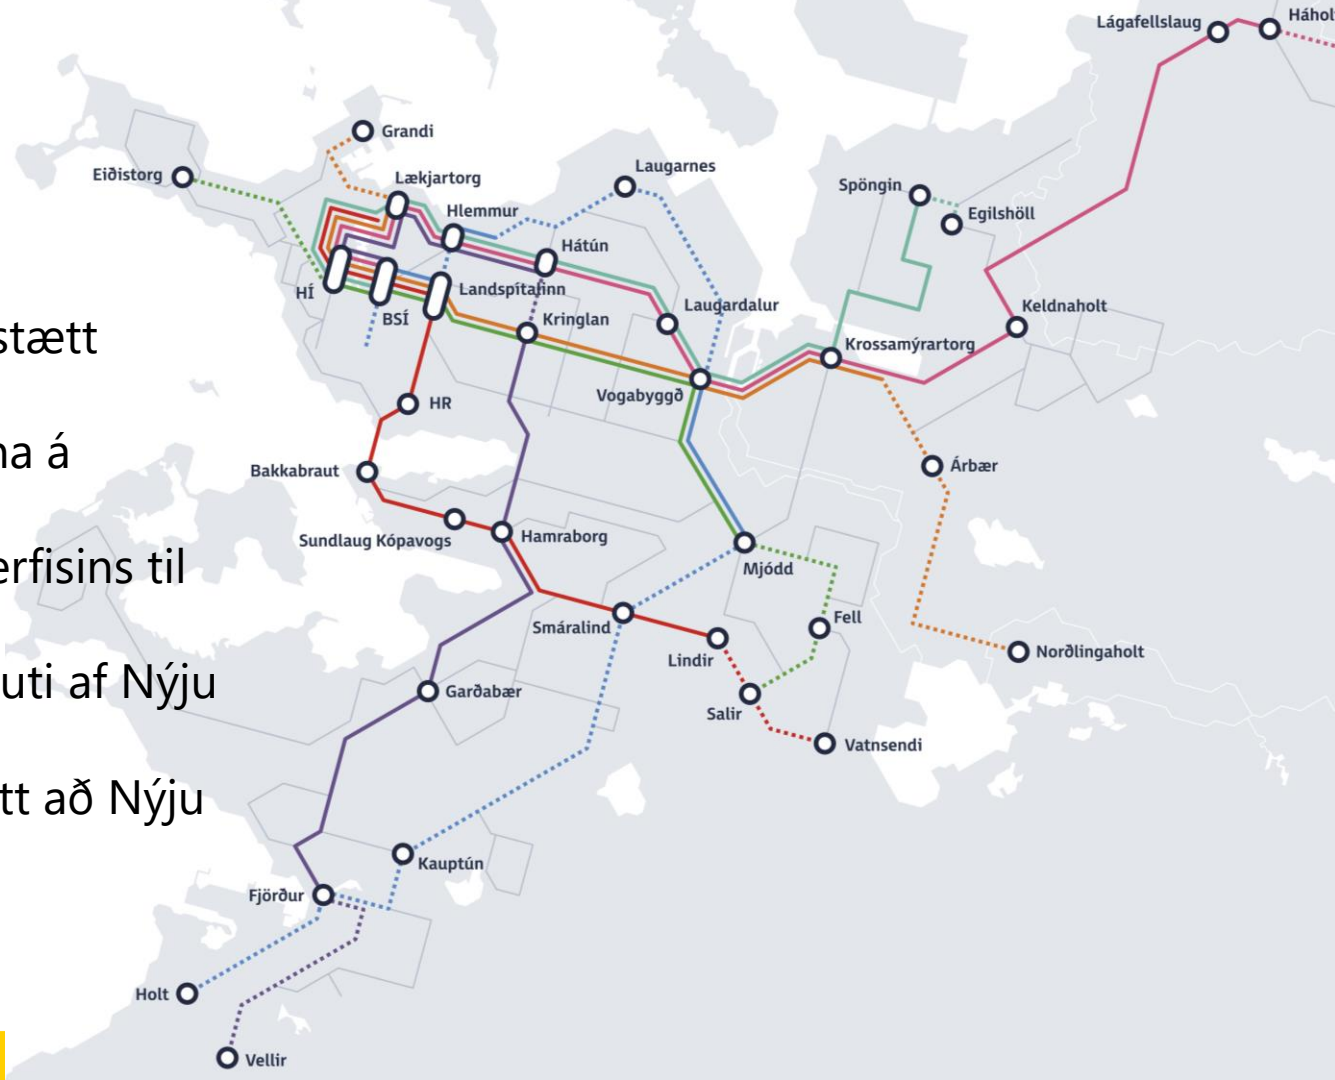 stætt
na á
erfisins til
uti af Nýju
tt að Nýju
Lágafellslaug
Háhol
Grandi
Eiðistorg
Lækjartorg
Laugarnes
Spöngin
Hlemmur
Egilshöll
Hátún
HÍ
Landspítalinn
BSÍ
Kringlan
Laugardalur
Keldnaholt
Krossamýrartorg
Vogabyggð
HR
Bakkabraut
Árbær
Sundlaug Kópavogs
Hamraborg
Mjódd
Smáralind
Fell
Lindir
Norðlingaholt
Garðabær
Salir
Vatnsendi
Kauptún
Fjörður
Holt
Vellir